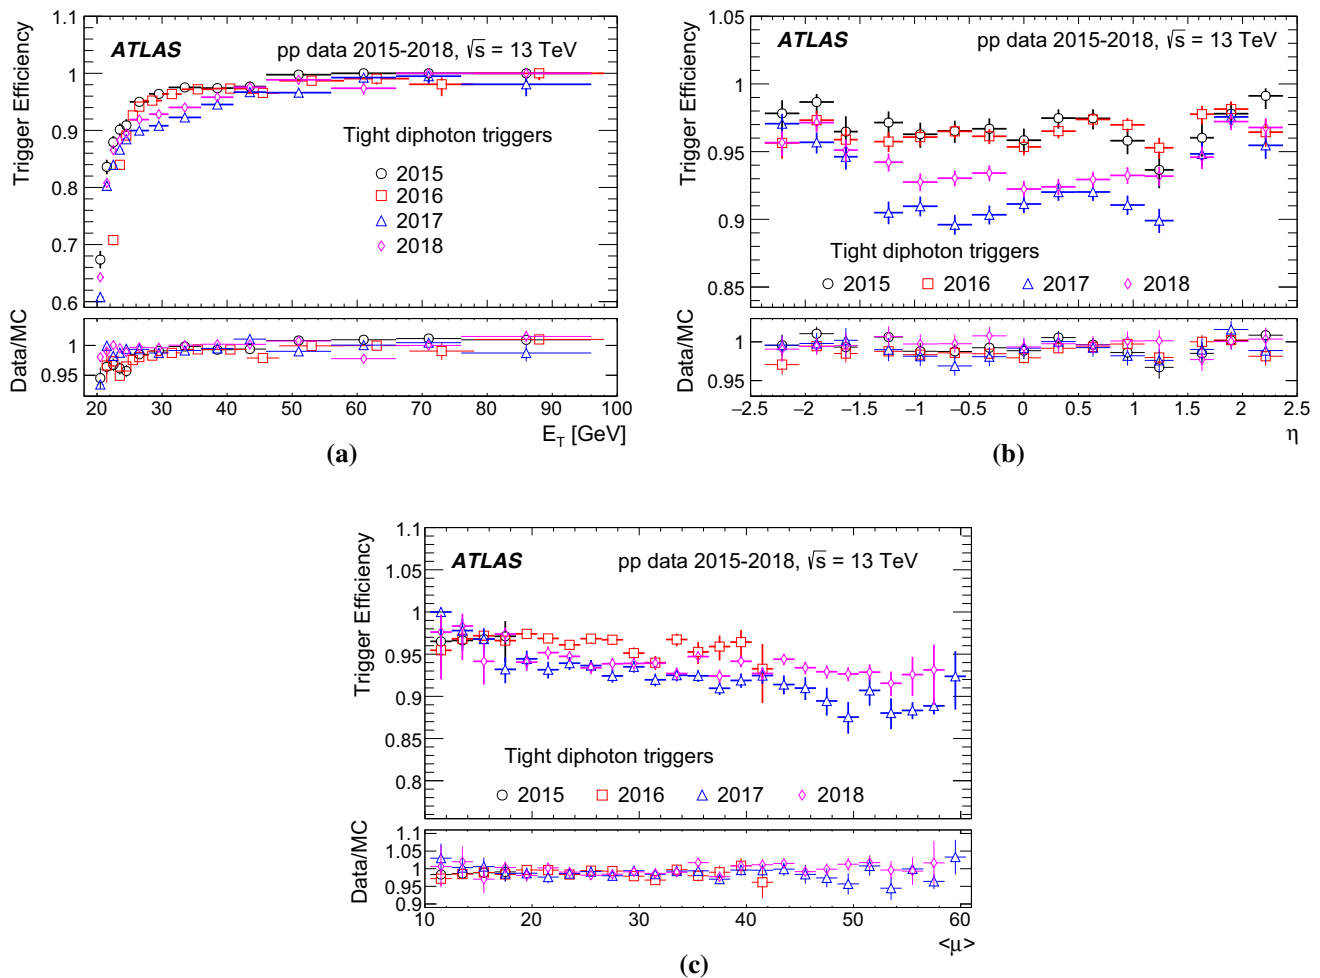 ATLAS pp data 2015-2018, √s = 13 TeV
Trigger Efficiency
1.1
1
0.9
0.8
0.7
0.6
Tight diphoton triggers
2015
2016
2017
2018
Data/MC
1
0.95
20 30 40 50 60 70 80 90 100
E_T [GeV]
(a)
ATLAS pp data 2015-2018, √s = 13 TeV
Trigger Efficiency
1.05
1
0.95
0.9
0.85
Tight diphoton triggers
2015 2016 2017 2018
Data/MC
1
0.95
−2.5 −2 −1.5 −1 −0.5 0 0.5 1 1.5 2 2.5
η
(b)
ATLAS pp data 2015-2018, √s = 13 TeV
Trigger Efficiency
1.1
1.05
1
0.95
0.9
0.85
0.8
Tight diphoton triggers
2015 2016 2017 2018
Data/MC
1.1
1.05
1
0.95
0.9
10 20 30 40 50 60
<μ>
(c)